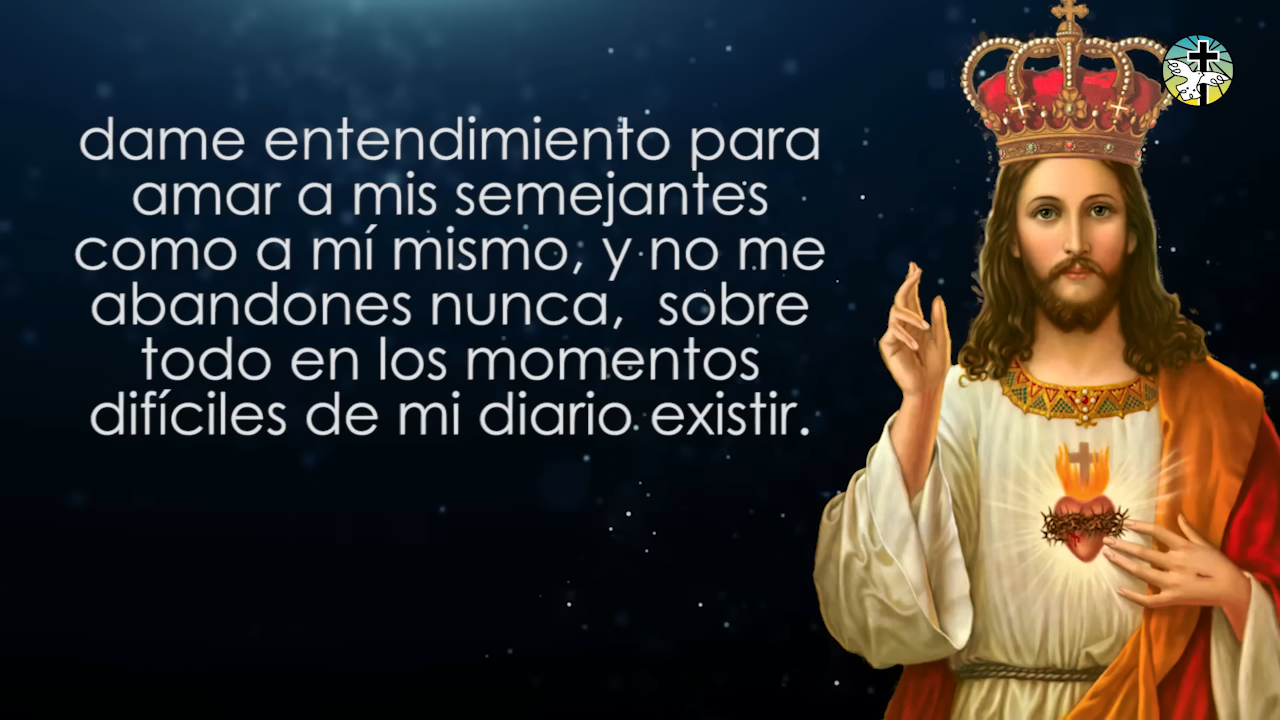 dame entendimiento para
amar a mis semejantes
como a mí mismo, y no me
abandones nunca,  sobre
todo en los momentos
difíciles de mi diario existir.